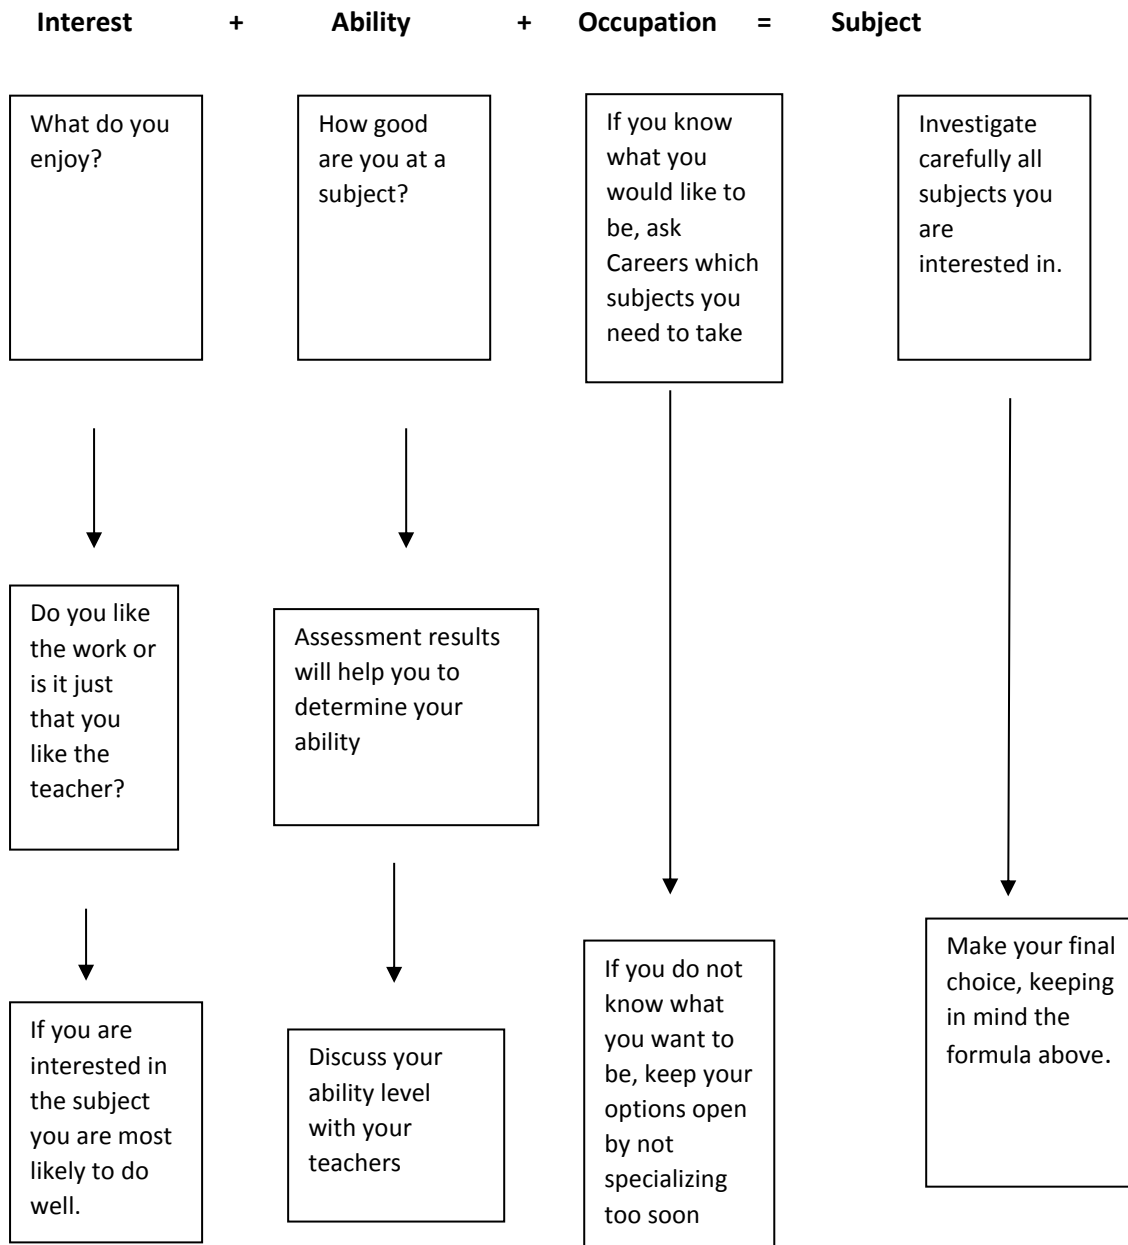 Interest + Ability + Occupation = Subject
What do you
enjoy?
How good
are you at a
subject?
If you know
what you
would like to
be, ask
Careers which
subjects you
need to take
Investigate
carefully all
subjects you
are
interested in.
Do you like
the work or
is it just
that you
like the
teacher?
Assessment results
will help you to
determine your
ability
If you are
interested in
the subject
you are most
likely to do
well.
Discuss your
ability level
with your
teachers
If you do not
know what
you want to
be, keep your
options open
by not
specializing
too soon
Make your final
choice, keeping
in mind the
formula above.